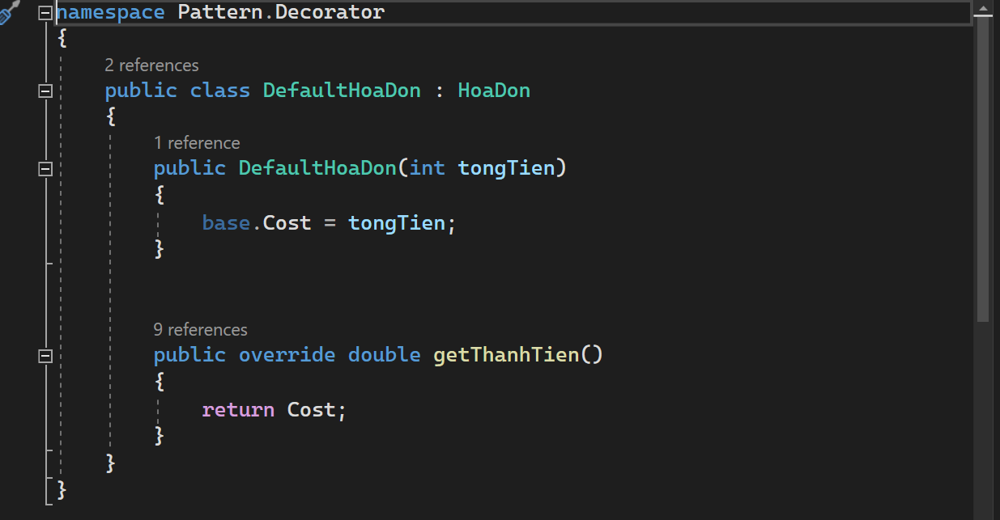 namespace Pattern.Decorator
{
2 references
public class DefaultHoaDon : HoaDon
{
1 reference
public DefaultHoaDon(int tongTien)
{
base.Cost = tongTien;
}
9 references
public override double getThanhTien()
{
return Cost;
}
}
}